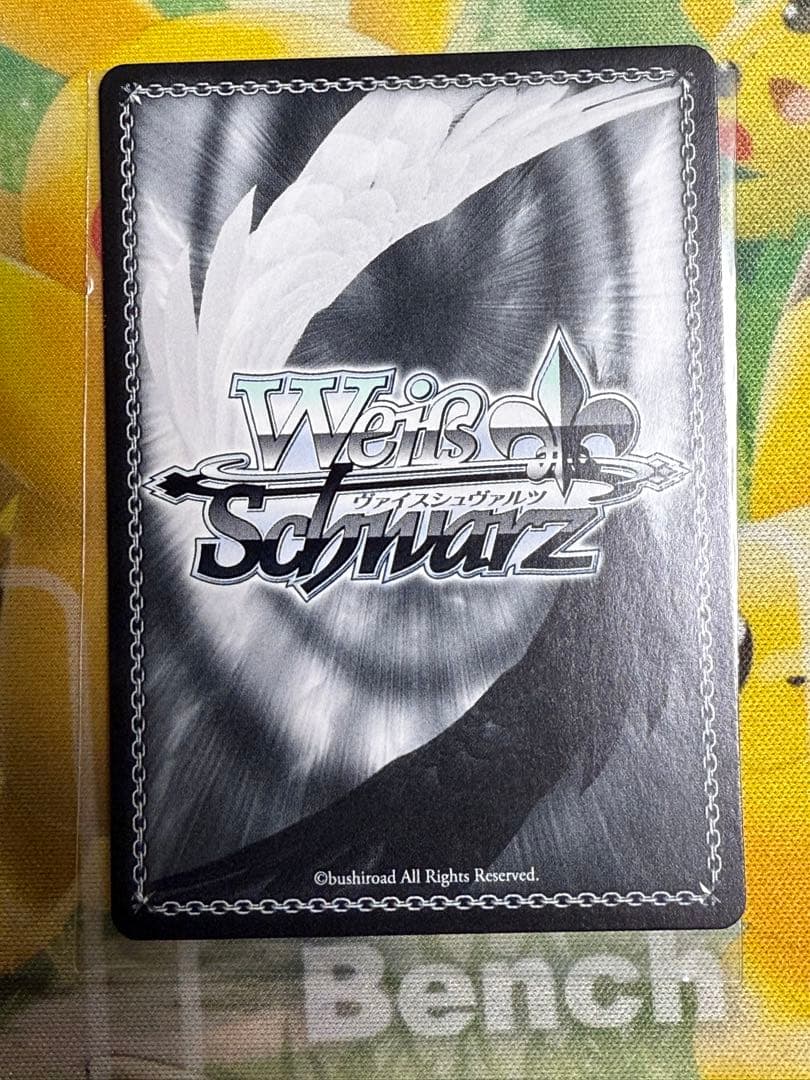 Weiß
ヴァイスシュヴァルツ
Schwarz
©bushiroad All Rights Reserved.
Bench